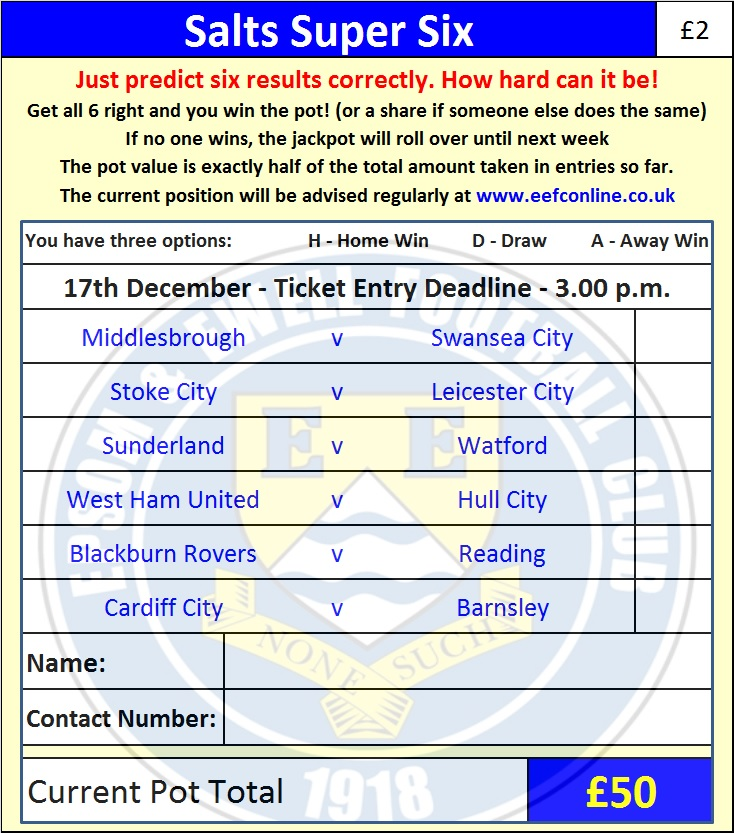 Salts Super Six £2
Just predict six results correctly. How hard can it be!
Get all 6 right and you win the pot! (or a share if someone else does the same)
If no one wins, the jackpot will roll over until next week
The pot value is exactly half of the total amount taken in entries so far.
The current position will be advised regularly at www.eefconline.co.uk
You have three options: H - Home Win D - Draw A - Away Win
17th December - Ticket Entry Deadline - 3.00 p.m.
Middlesbrough v Swansea City
Stoke City v Leicester City
Sunderland v Watford
West Ham United v Hull City
Blackburn Rovers v Reading
Cardiff City v Barnsley
Name:
Contact Number:
Current Pot Total £50
EPSOM & EWELL FOOTBALL CLUB
E E
NONE SUCH
1918